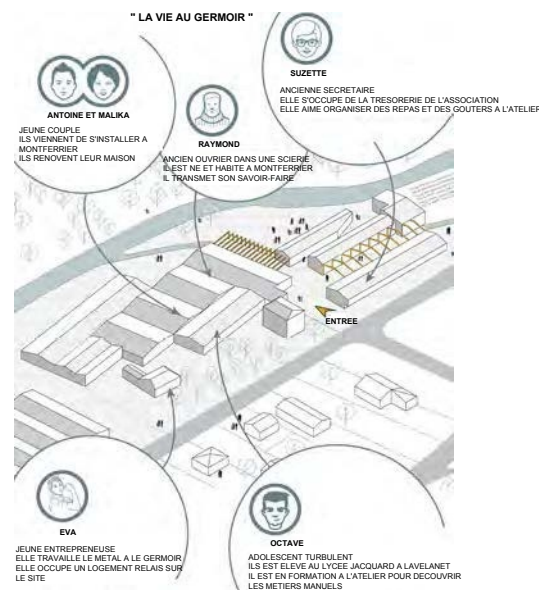 " LA VIE AU GERMOIR "
SUZETTE
ANCIENNE SECRETAIRE
ELLE S'OCCUPE DE LA TRESORERIE DE L'ASSOCIATION
ELLE AIME ORGANISER DES REPAS ET DES GOUTERS A L'ATELIER
ANTOINE ET MALIKA
JEUNE COUPLE
ILS VIENNENT DE S'INSTALLER A
MONTFERRIER
ILS RENOVENT LEUR MAISON
RAYMOND
ANCIEN OUVRIER DANS UNE SCIERIE
IL EST NE ET HABITE A MONTFERRIER
IL TRANSMET SON SAVOIR-FAIRE
ENTREE
EVA
JEUNE ENTREPRENEUSE
ELLE TRAVAILLE LE METAL A LE GERMOIR
ELLE OCCUPE UN LOGEMENT RELAIS SUR
LE SITE
OCTAVE
ADOLESCENT TURBULENT
ILS EST ELEVE AU LYCEE JACQUARD A LAVELANET
IL EST EN FORMATION A L'ATELIER POUR DECOUVRIR
LES METIERS MANUELS